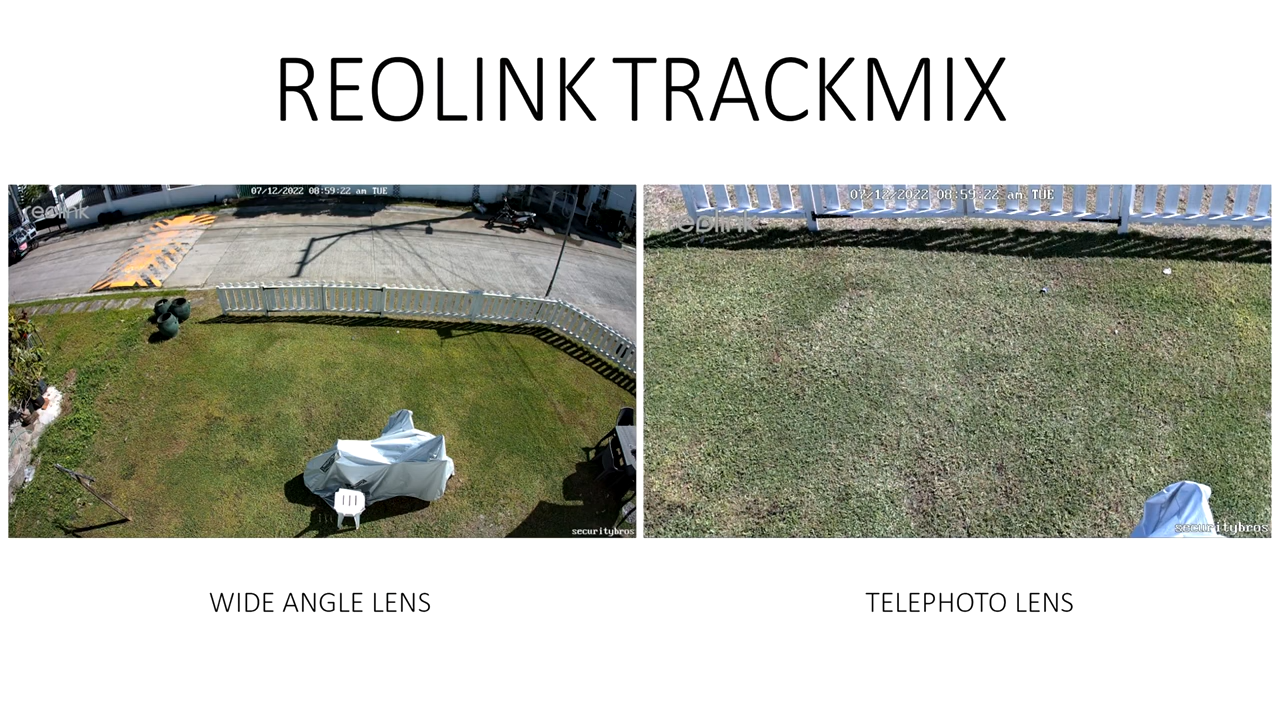 REOLINK TRACKMIX
07/12/2022 08:59:22 am TUE
reolink
securitybros
07/12/2022 08:59:22 am TUE
reolink
securitybros
WIDE ANGLE LENS
TELEPHOTO LENS